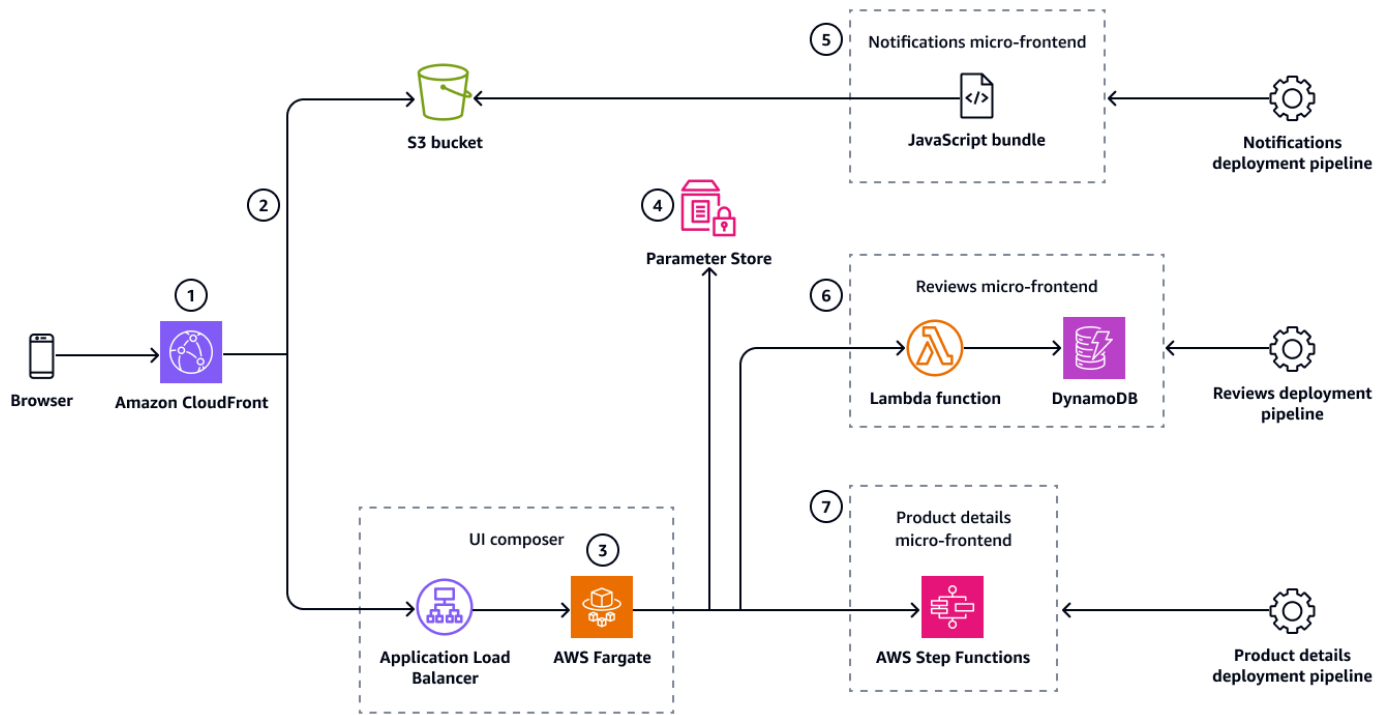 5
Notifications micro-frontend
</>
S3 bucket
JavaScript bundle
Notifications
deployment pipeline
2
4
Parameter Store
1
6
Reviews micro-frontend
Browser
Amazon CloudFront
Lambda function
DynamoDB
Reviews deployment
pipeline
7
Product details
micro-frontend
UI composer
3
Application Load
Balancer
AWS Fargate
AWS Step Functions
Product details
deployment pipeline